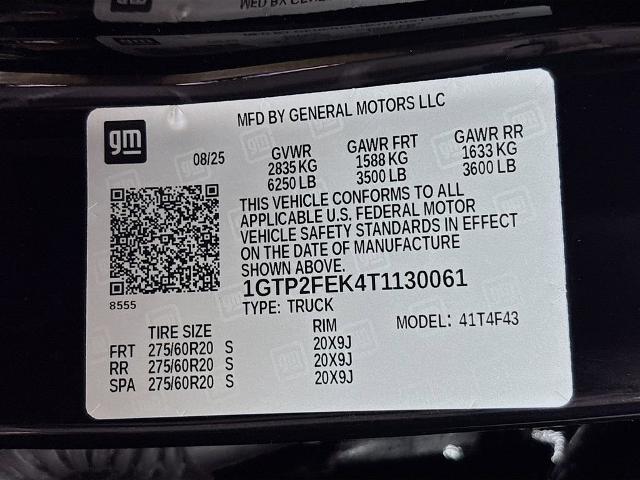 MFD BY GENERAL MOTORS LLC
gm
08/25
GVWR
2835 KG
6250 LB
GAWR FRT
1588 KG
3500 LB
GAWR RR
1633 KG
3600 LB
THIS VEHICLE CONFORMS TO ALL
APPLICABLE U.S. FEDERAL MOTOR
VEHICLE SAFETY STANDARDS IN EFFECT
ON THE DATE OF MANUFACTURE
SHOWN ABOVE.
1GTP2FEK4T1130061
8555
TYPE: TRUCK
MODEL: 41T4F43
TIRE SIZE RIM
FRT 275/60R20 S 20X9J
RR 275/60R20 S 20X9J
SPA 275/60R20 S 20X9J